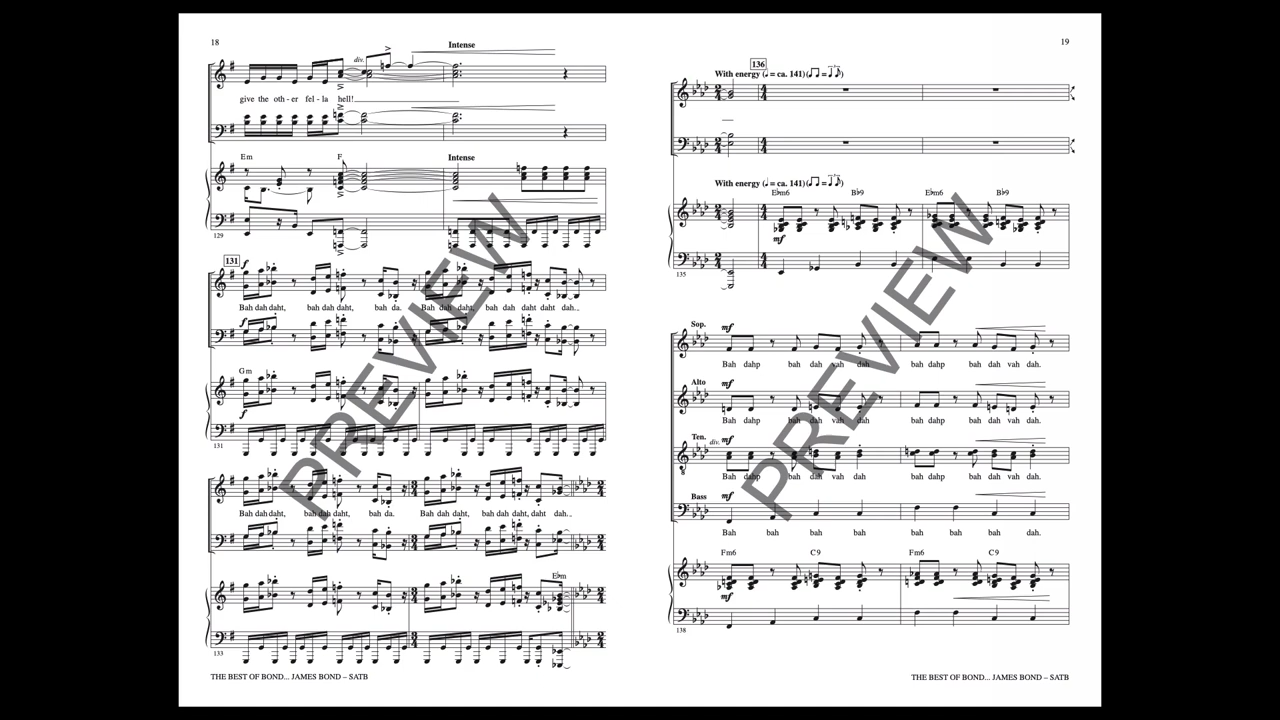 18
Intense
div.
give the oth - er fel - la hell!
Em F Intense
129
131
f
Bah dah daht, bah dah daht, bah da. Bah dah daht, bah dah daht daht dah.
f
Gm
f
131
Bah dah daht, bah dah daht, bah da. Bah dah daht, bah dah daht, daht dah.
E♭m
133
THE BEST OF BOND... JAMES BOND – SATB
19
136
With energy (♩ = ca. 141)
With energy (♩ = ca. 141)
E♭m6 B♭9 E♭m6 B♭9
mf
135
Sop.
mf
Bah dahp bah dah vah dah bah dahp bah dah vah dah.
Alto
mf
Bah dahp bah dah vah dah bah dahp bah dah vah dah.
Ten.
div. mf
Bah dahp bah dah vah dah bah dahp bah dah vah dah.
Bass
mf
Bah bah bah bah bah bah bah dah.
Fm6 C9 Fm6 C9
mf
138
THE BEST OF BOND... JAMES BOND – SATB
PREVIEW
PREVIEW